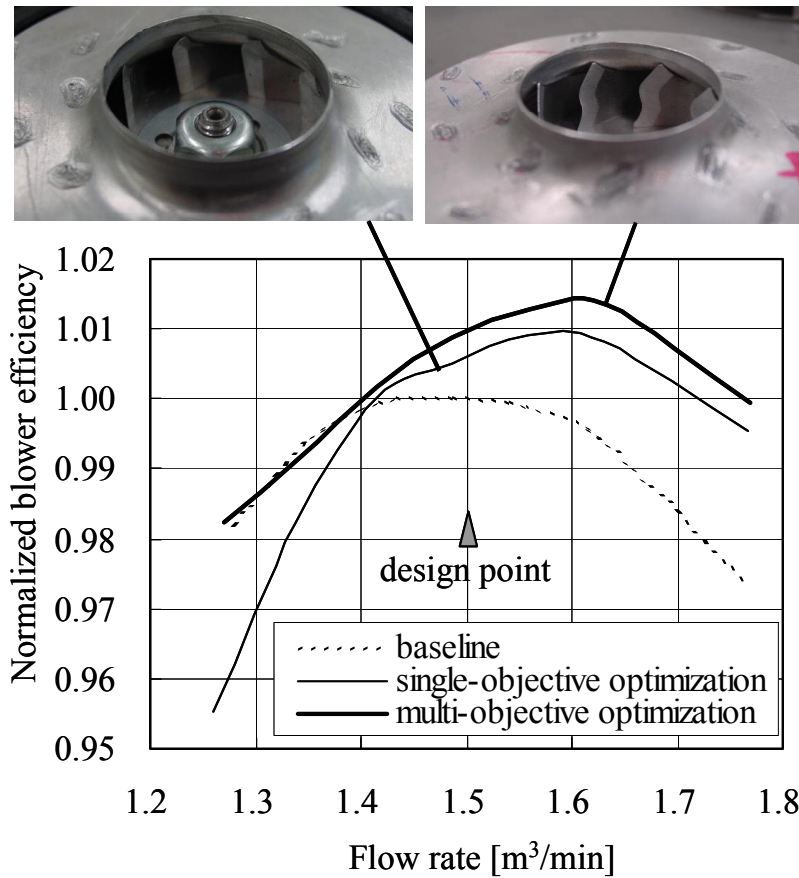 1.02
1.01
1.00
0.99
0.98
0.97
0.96
0.95
Normalized blower efficiency
design point
baseline
single-objective optimization
multi-objective optimization
1.2 1.3 1.4 1.5 1.6 1.7 1.8
Flow rate [m³/min]